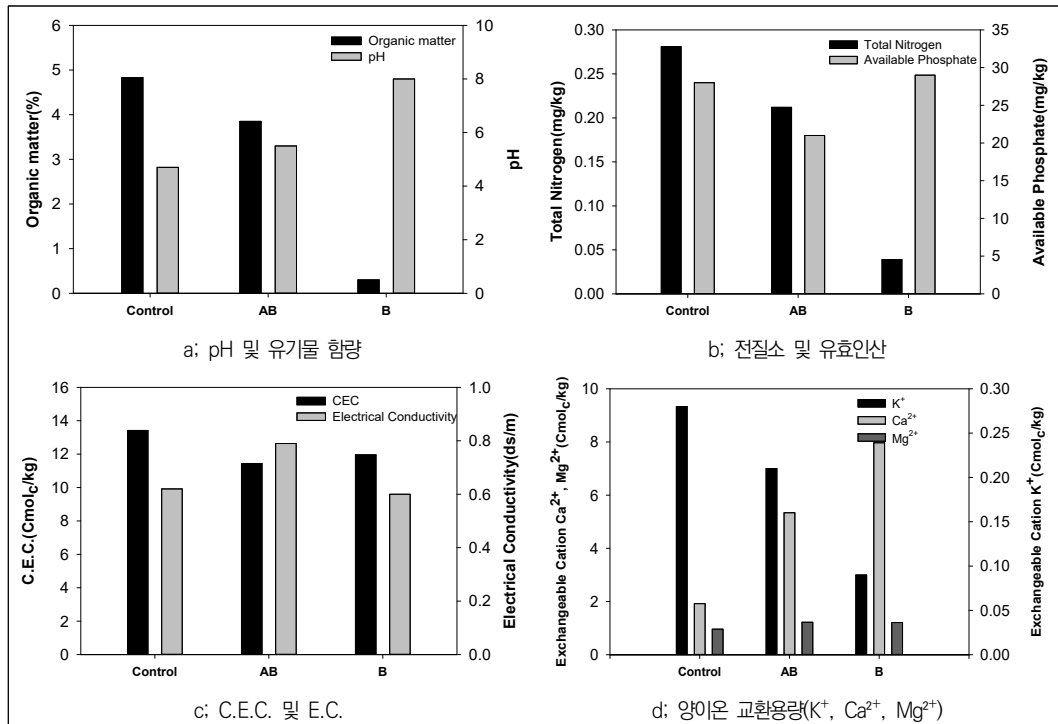 Organic matter
pH
6
5
4
3
2
1
0
10
8
6
4
2
0
Organic matter(%)
pH
Control AB B
a; pH 및 유기물 함량
Total Nitrogen
Available Phosphate
0.30
0.25
0.20
0.15
0.10
0.05
0.00
35
30
25
20
15
10
5
0
Total Nitrogen(mg/kg)
Available Phosphate(mg/kg)
Control AB B
b; 전질소 및 유효인산
CEC
Electrical Conductivity
16
14
12
10
8
6
4
2
0
1.0
0.8
0.6
0.4
0.2
0.0
C.E.C.(Cmolc/kg)
Electrical Conductivity(ds/m)
Control AB B
c; C.E.C. 및 E.C.
K+
Ca2+
Mg2+
10
8
6
4
2
0
0.30
0.25
0.20
0.15
0.10
0.05
0.00
Exchangeable Cation Ca2+, Mg2+(Cmolc/kg)
Exchangeable Cation K+(Cmolc/kg)
Control AB B
d; 양이온 교환용량(K+, Ca2+, Mg2+)